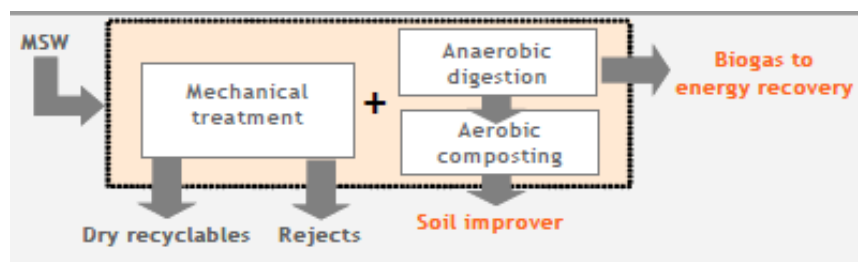 MSW
Mechanical
treatment
+
Anaerobic
digestion
Aerobic
composting
Biogas to
energy recovery
Dry recyclables
Rejects
Soil improver